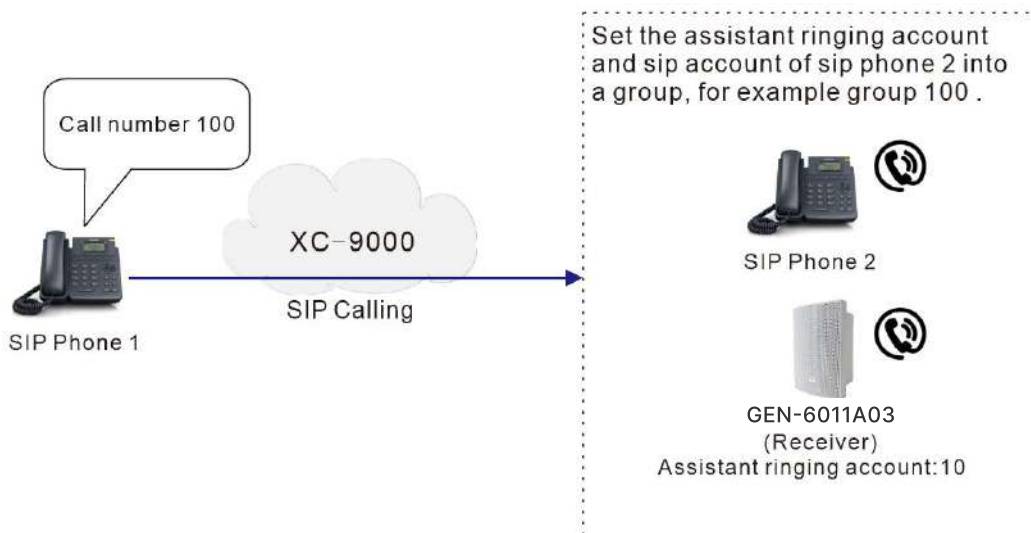 Set the assistant ringing account
and sip account of sip phone 2 into
a group, for example group 100 .
Call number 100
XC-9000
SIP Calling
SIP Phone 1
SIP Phone 2
GEN-6011A03
(Receiver)
Assistant ringing account:10